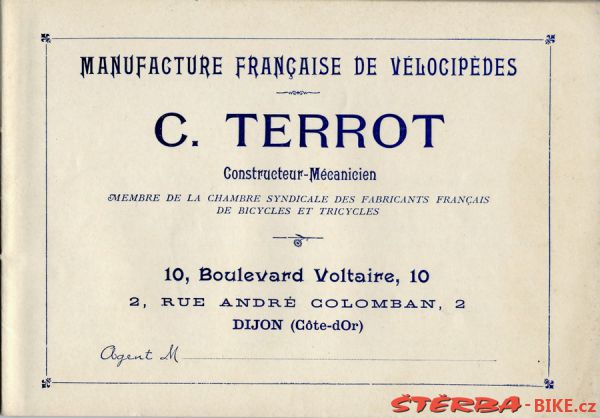 MANUFACTURE FRANÇAISE DE VÉLOCIPÈDES
C. TERROT
Constructeur-Mécanicien
MEMBRE DE LA CHAMBRE SYNDICALE DES FABRICANTS FRANÇAIS
DE BICYCLES ET TRICYCLES
10, Boulevard Voltaire, 10
2, RUE ANDRÉ COLOMBAN, 2
DIJON (Côte-dOr)
Agent M
ŠTĚRBA-BIKE.cz